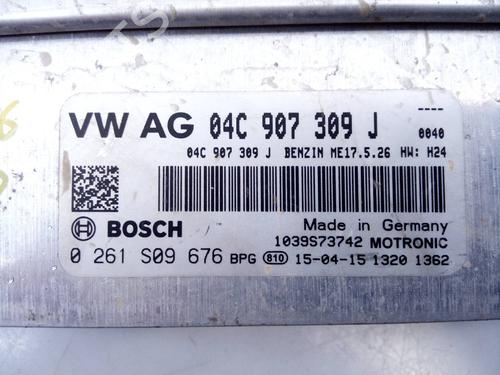 VW AG 04C 907 309 J 0040
04C 907 309 J BENZIN ME17.5.26 HW: H24
BOSCH Made in Germany
1039S73742 MOTRONIC
0 261 S09 676 BPG 810 15-04-15 1320 1362